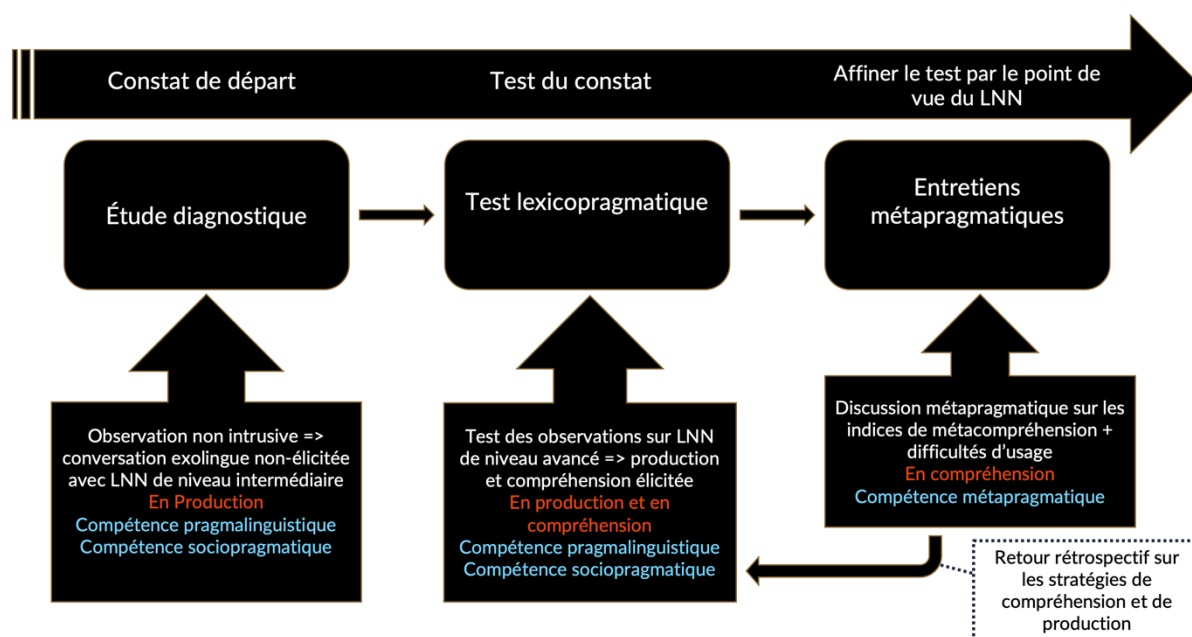 Constat de départ
Test du constat
Affiner le test par le point de
vue du LNN
Étude diagnostique
Test lexicopragmatique
Entretiens
métapragmatiques
Observation non intrusive =>
conversation exolingue non-élicitée
avec LNN de niveau intermédiaire
En Production
Compétence pragmalinguistique
Compétence sociopragmatique
Test des observations sur LNN
de niveau avancé => production
et compréhension élicitée
En production et en
compréhension
Compétence pragmalinguistique
Compétence sociopragmatique
Discussion métapragmatique sur les
indices de métacompréhension +
difficultés d'usage
En compréhension
Compétence métapragmatique
Retour rétrospectif sur
les stratégies de
compréhension et de
production